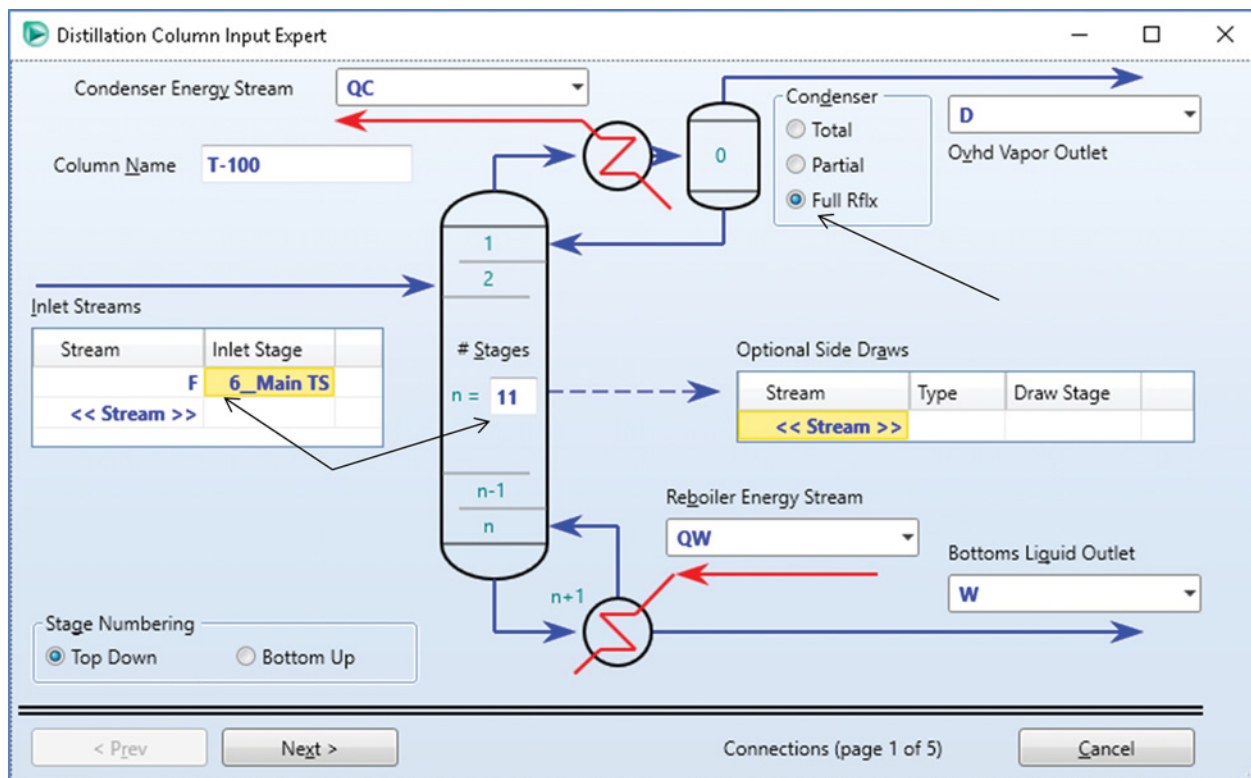 Distillation Column Input Expert
Condenser Energy Stream
QC
Column Name
T-100
0
Condenser
Total
Partial
Full Rflx
D
Ovhd Vapor Outlet
1
2
Inlet Streams
Stream Inlet Stage
F 6_Main TS
<< Stream >>
# Stages
n = 11
Optional Side Draws
Stream Type Draw Stage
<< Stream >>
n-1
n
n+1
Reboiler Energy Stream
QW
Bottoms Liquid Outlet
W
Stage Numbering
Top Down Bottom Up
< Prev Next > Connections (page 1 of 5) Cancel